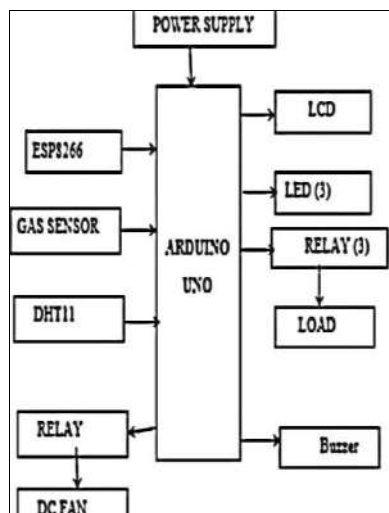 POWER SUPPLY
LCD
ESP8266
LED (3)
GAS SENSOR
ARDUINO
UNO
RELAY (3)
DHT11
LOAD
RELAY
Buzzer
DC FAN